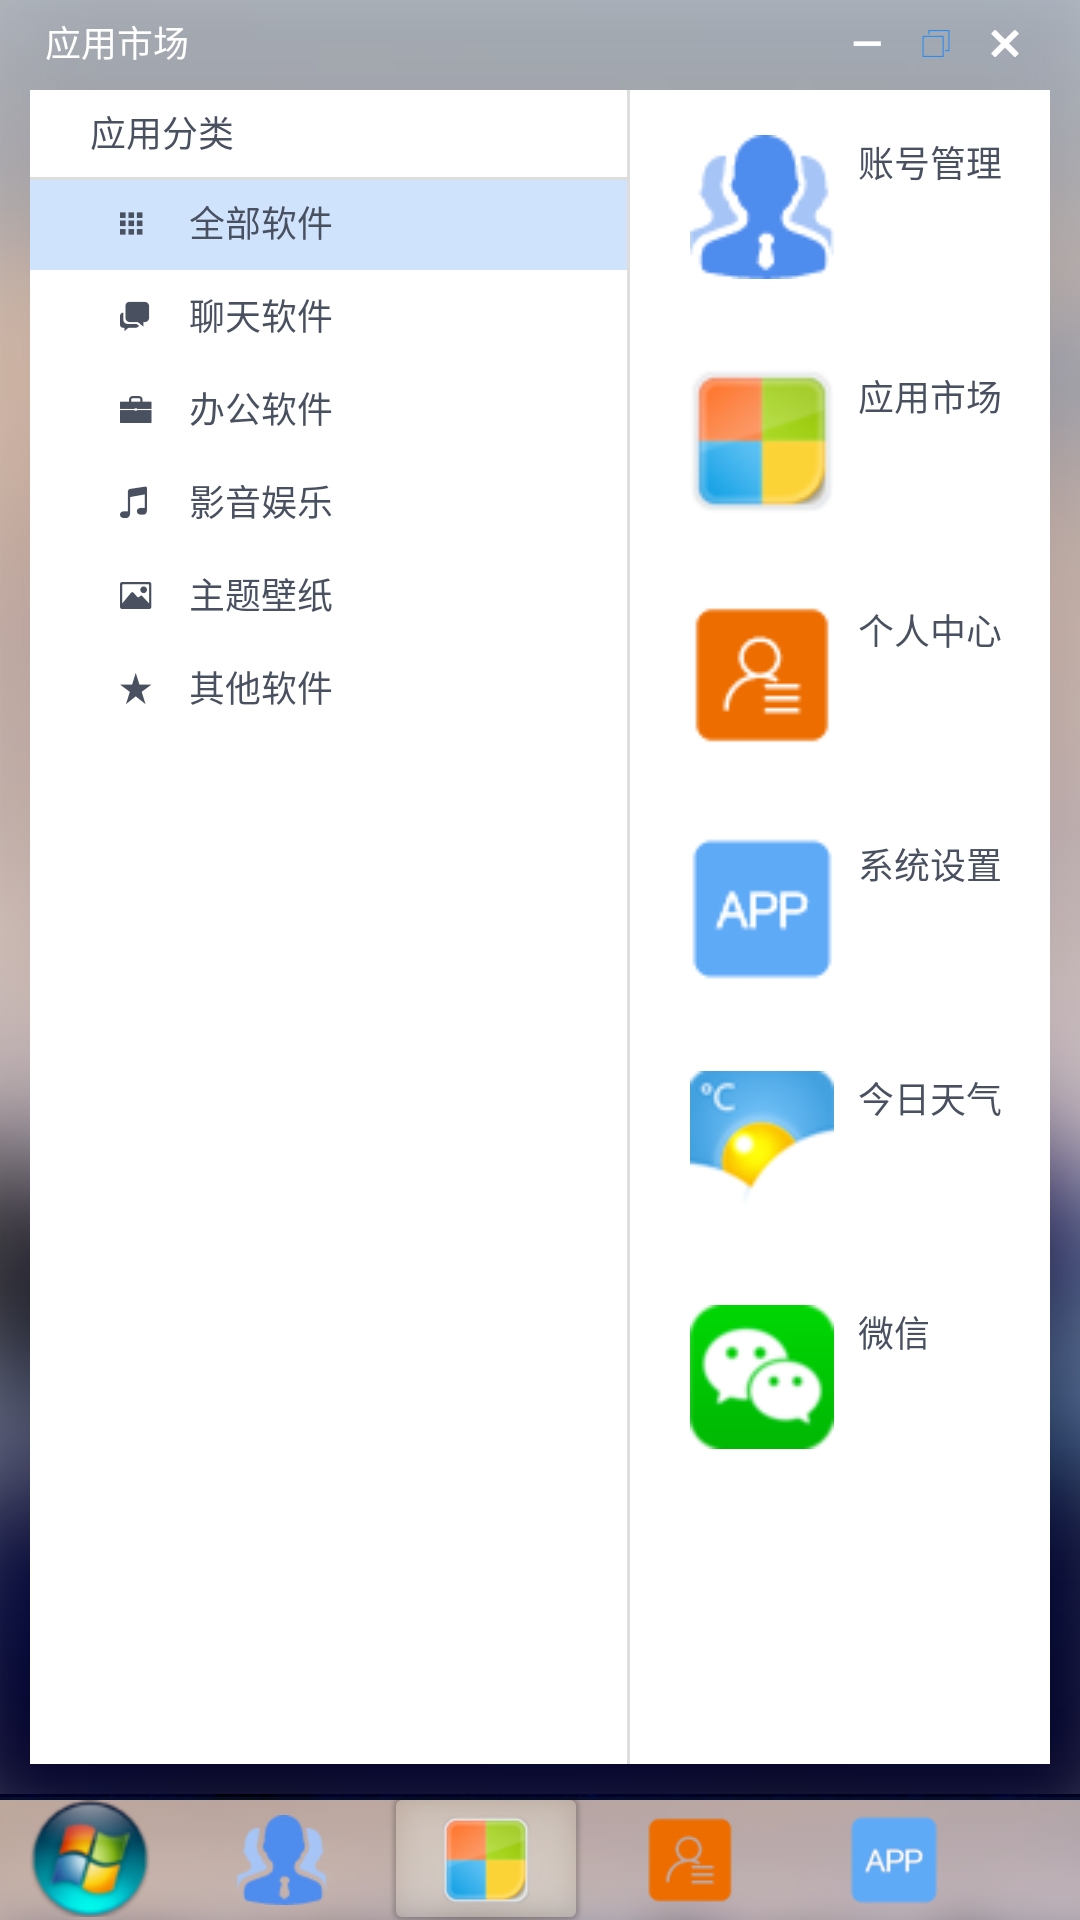 应用市场
应用分类
全部软件
聊天软件
办公软件
影音娱乐
主题壁纸
其他软件
账号管理
应用市场
个人中心
APP
系统设置
°C
今日天气
微信
APP